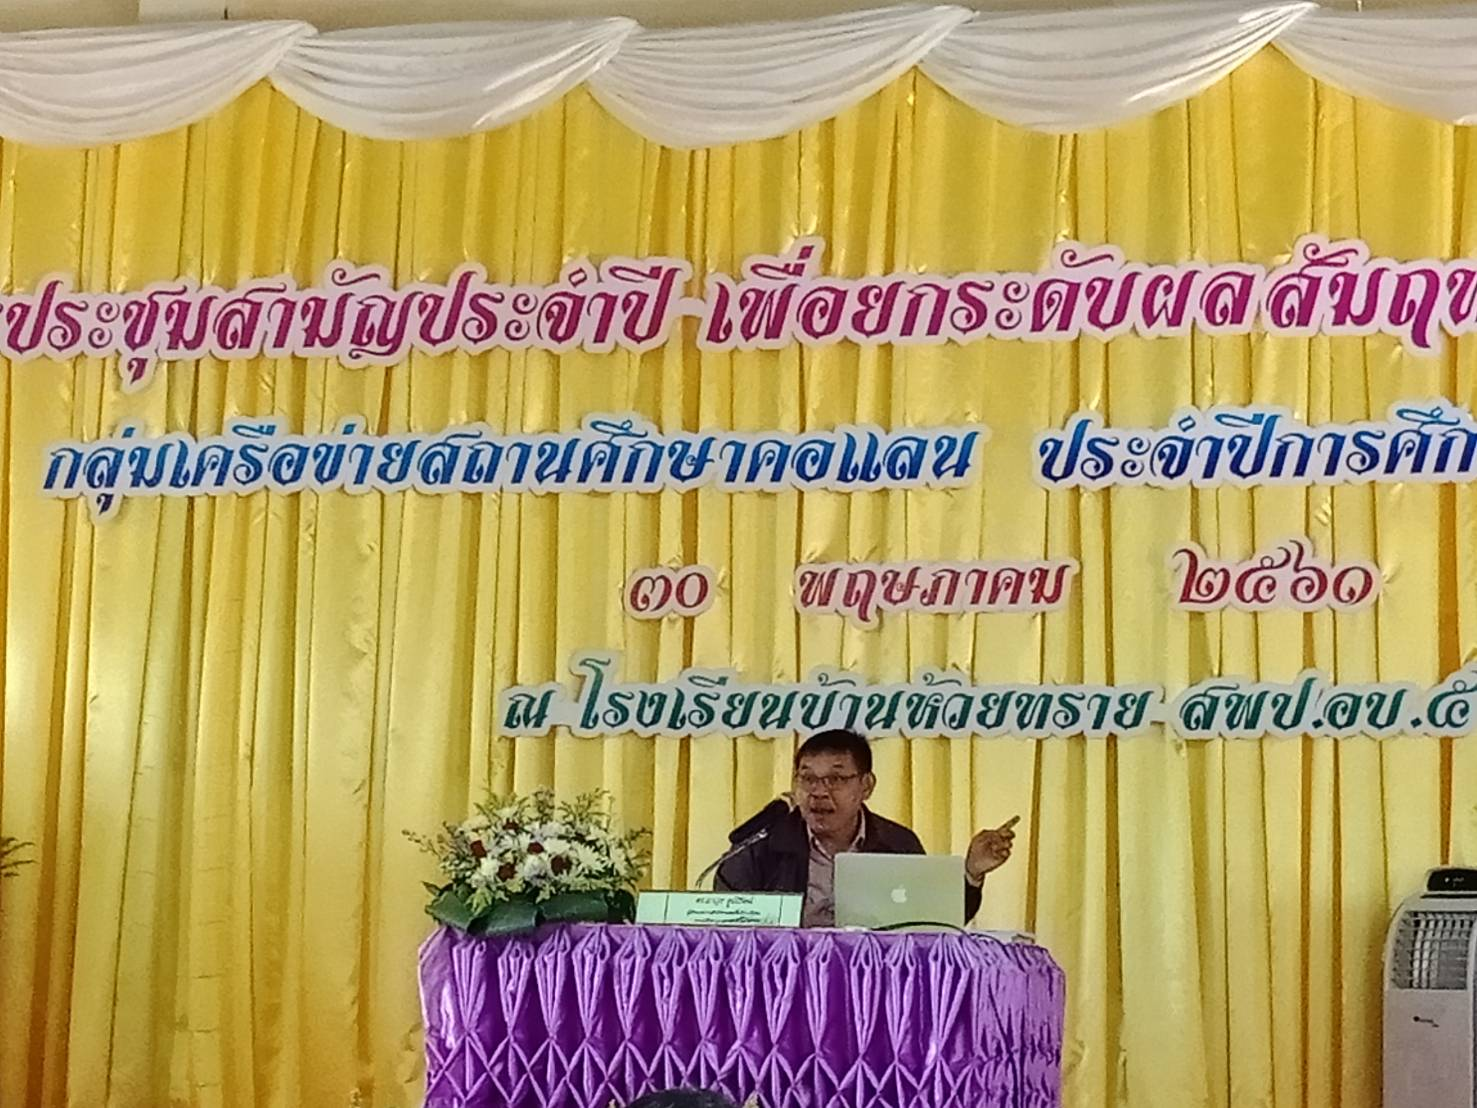 ประชุมสามัญประจำปี เพื่อยกระดับผลสัมฤท
กลุ่มเครือข่ายสถานศึกษาคอแลน ประจำปีการศึก
๓๐ พฤษภาคม ๒๕๖๑
ณ โรงเรียนบ้านห้วยทราย สพป.อบ.๕